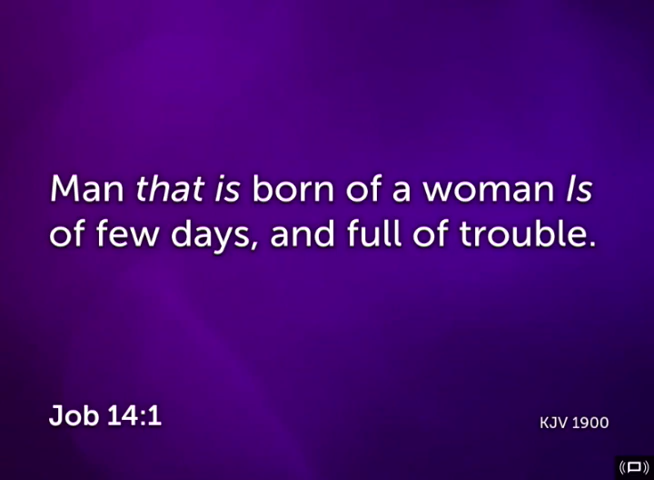 Man that is born of a woman Is
of few days, and full of trouble.
Job 14:1
KJV 1900